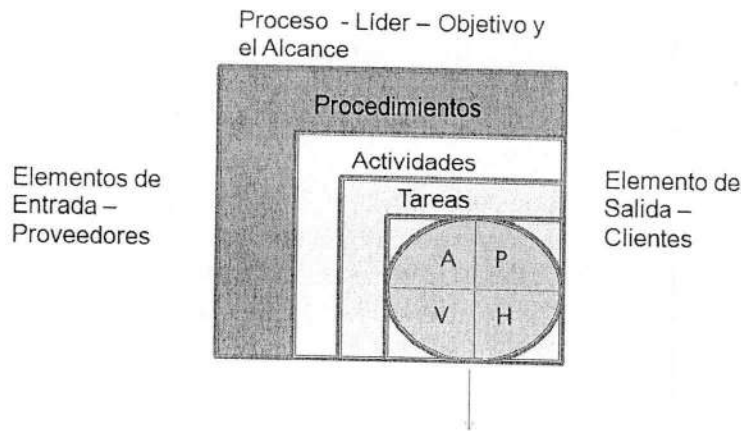 Proceso - Líder – Objetivo y
el Alcance
Procedimientos
Actividades
Tareas
Elementos de
Entrada –
Proveedores
A P
V H
Elemento de
Salida –
Clientes